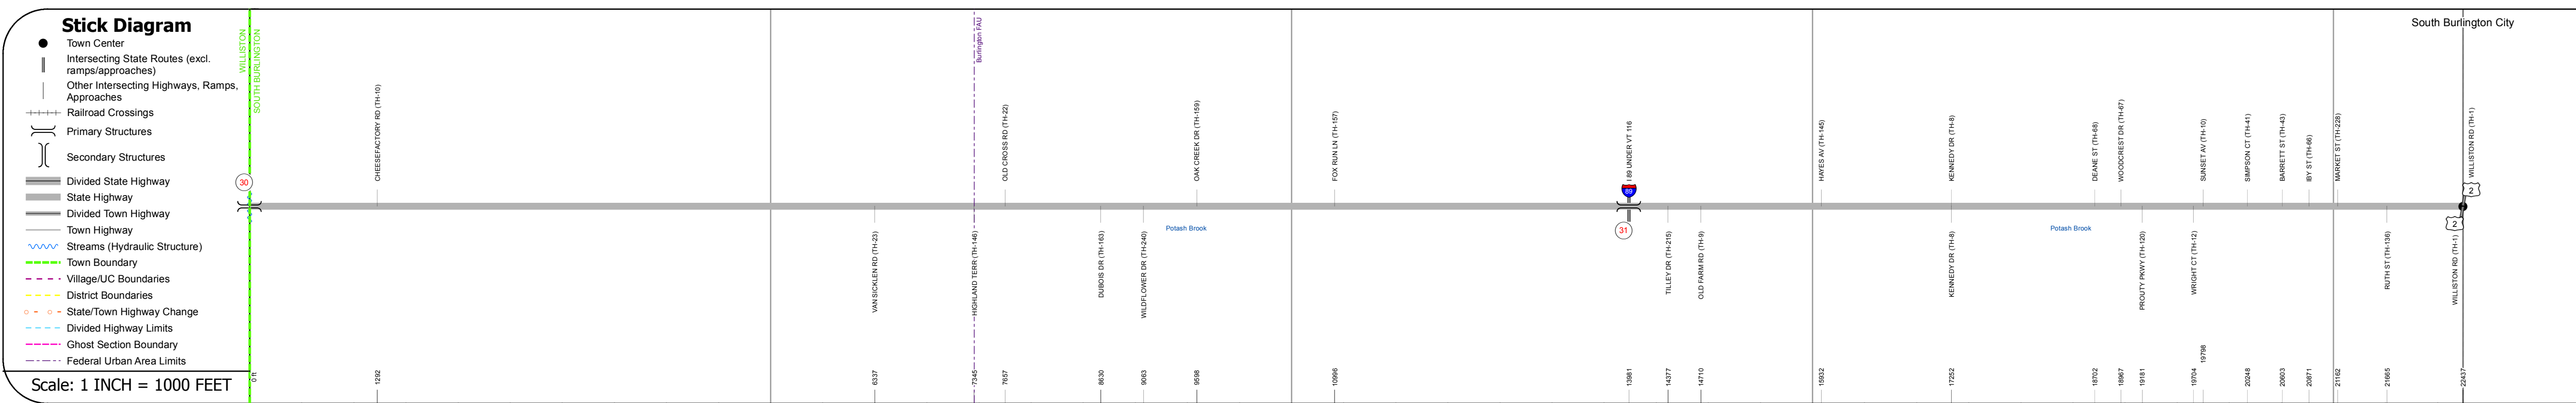 Stick Diagram
Town Center
Intersecting State Routes (excl.
ramps/approaches)
Other Intersecting Highways, Ramps,
Approaches
Railroad Crossings
Primary Structures
Secondary Structures
Divided State Highway
State Highway
Divided Town Highway
Town Highway
Streams (Hydraulic Structure)
Town Boundary
Village/UC Boundaries
District Boundaries
State/Town Highway Change
Divided Highway Limits
Ghost Section Boundary
Federal Urban Area Limits
Scale: 1 INCH = 1000 FEET
WILLISTON
SOUTH BURLINGTON
30
CHEESEFACTORY RD (TH-10)
VAN SICKLEN RD (TH-23)
Burlington FAU
HIGHLAND TERR (TH-146)
OLD CROSS RD (TH-22)
DUBOIS DR (TH-163)
WILDFLOWER DR (TH-240)
OAK CREEK DR (TH-159)
Potash Brook
FOX RUN LN (TH-157)
I 89 UNDER VT 116
89
31
TILLEY DR (TH-215)
OLD FARM RD (TH-9)
HAYES AV (TH-145)
KENNEDY DR (TH-8)
KENNEDY DR (TH-8)
Potash Brook
DEANE ST (TH-68)
WOODCREST DR (TH-67)
PROUTY PKWY (TH-120)
WRIGHT CT (TH-12)
SUNSET AV (TH-10)
SIMPSON CT (TH-41)
BARRETT ST (TH-43)
IBY ST (TH-66)
MARKET ST (TH-228)
RUTH ST (TH-136)
South Burlington City
WILLISTON RD (TH-1)
2
2
WILLISTON RD (TH-1)
0 ft
1292
6337
7345
7657
8630
9063
9598
10996
13981
14377
14710
15932
17252
18702
18967
19181
19704
19798
20248
20603
20871
21162
21665
22437